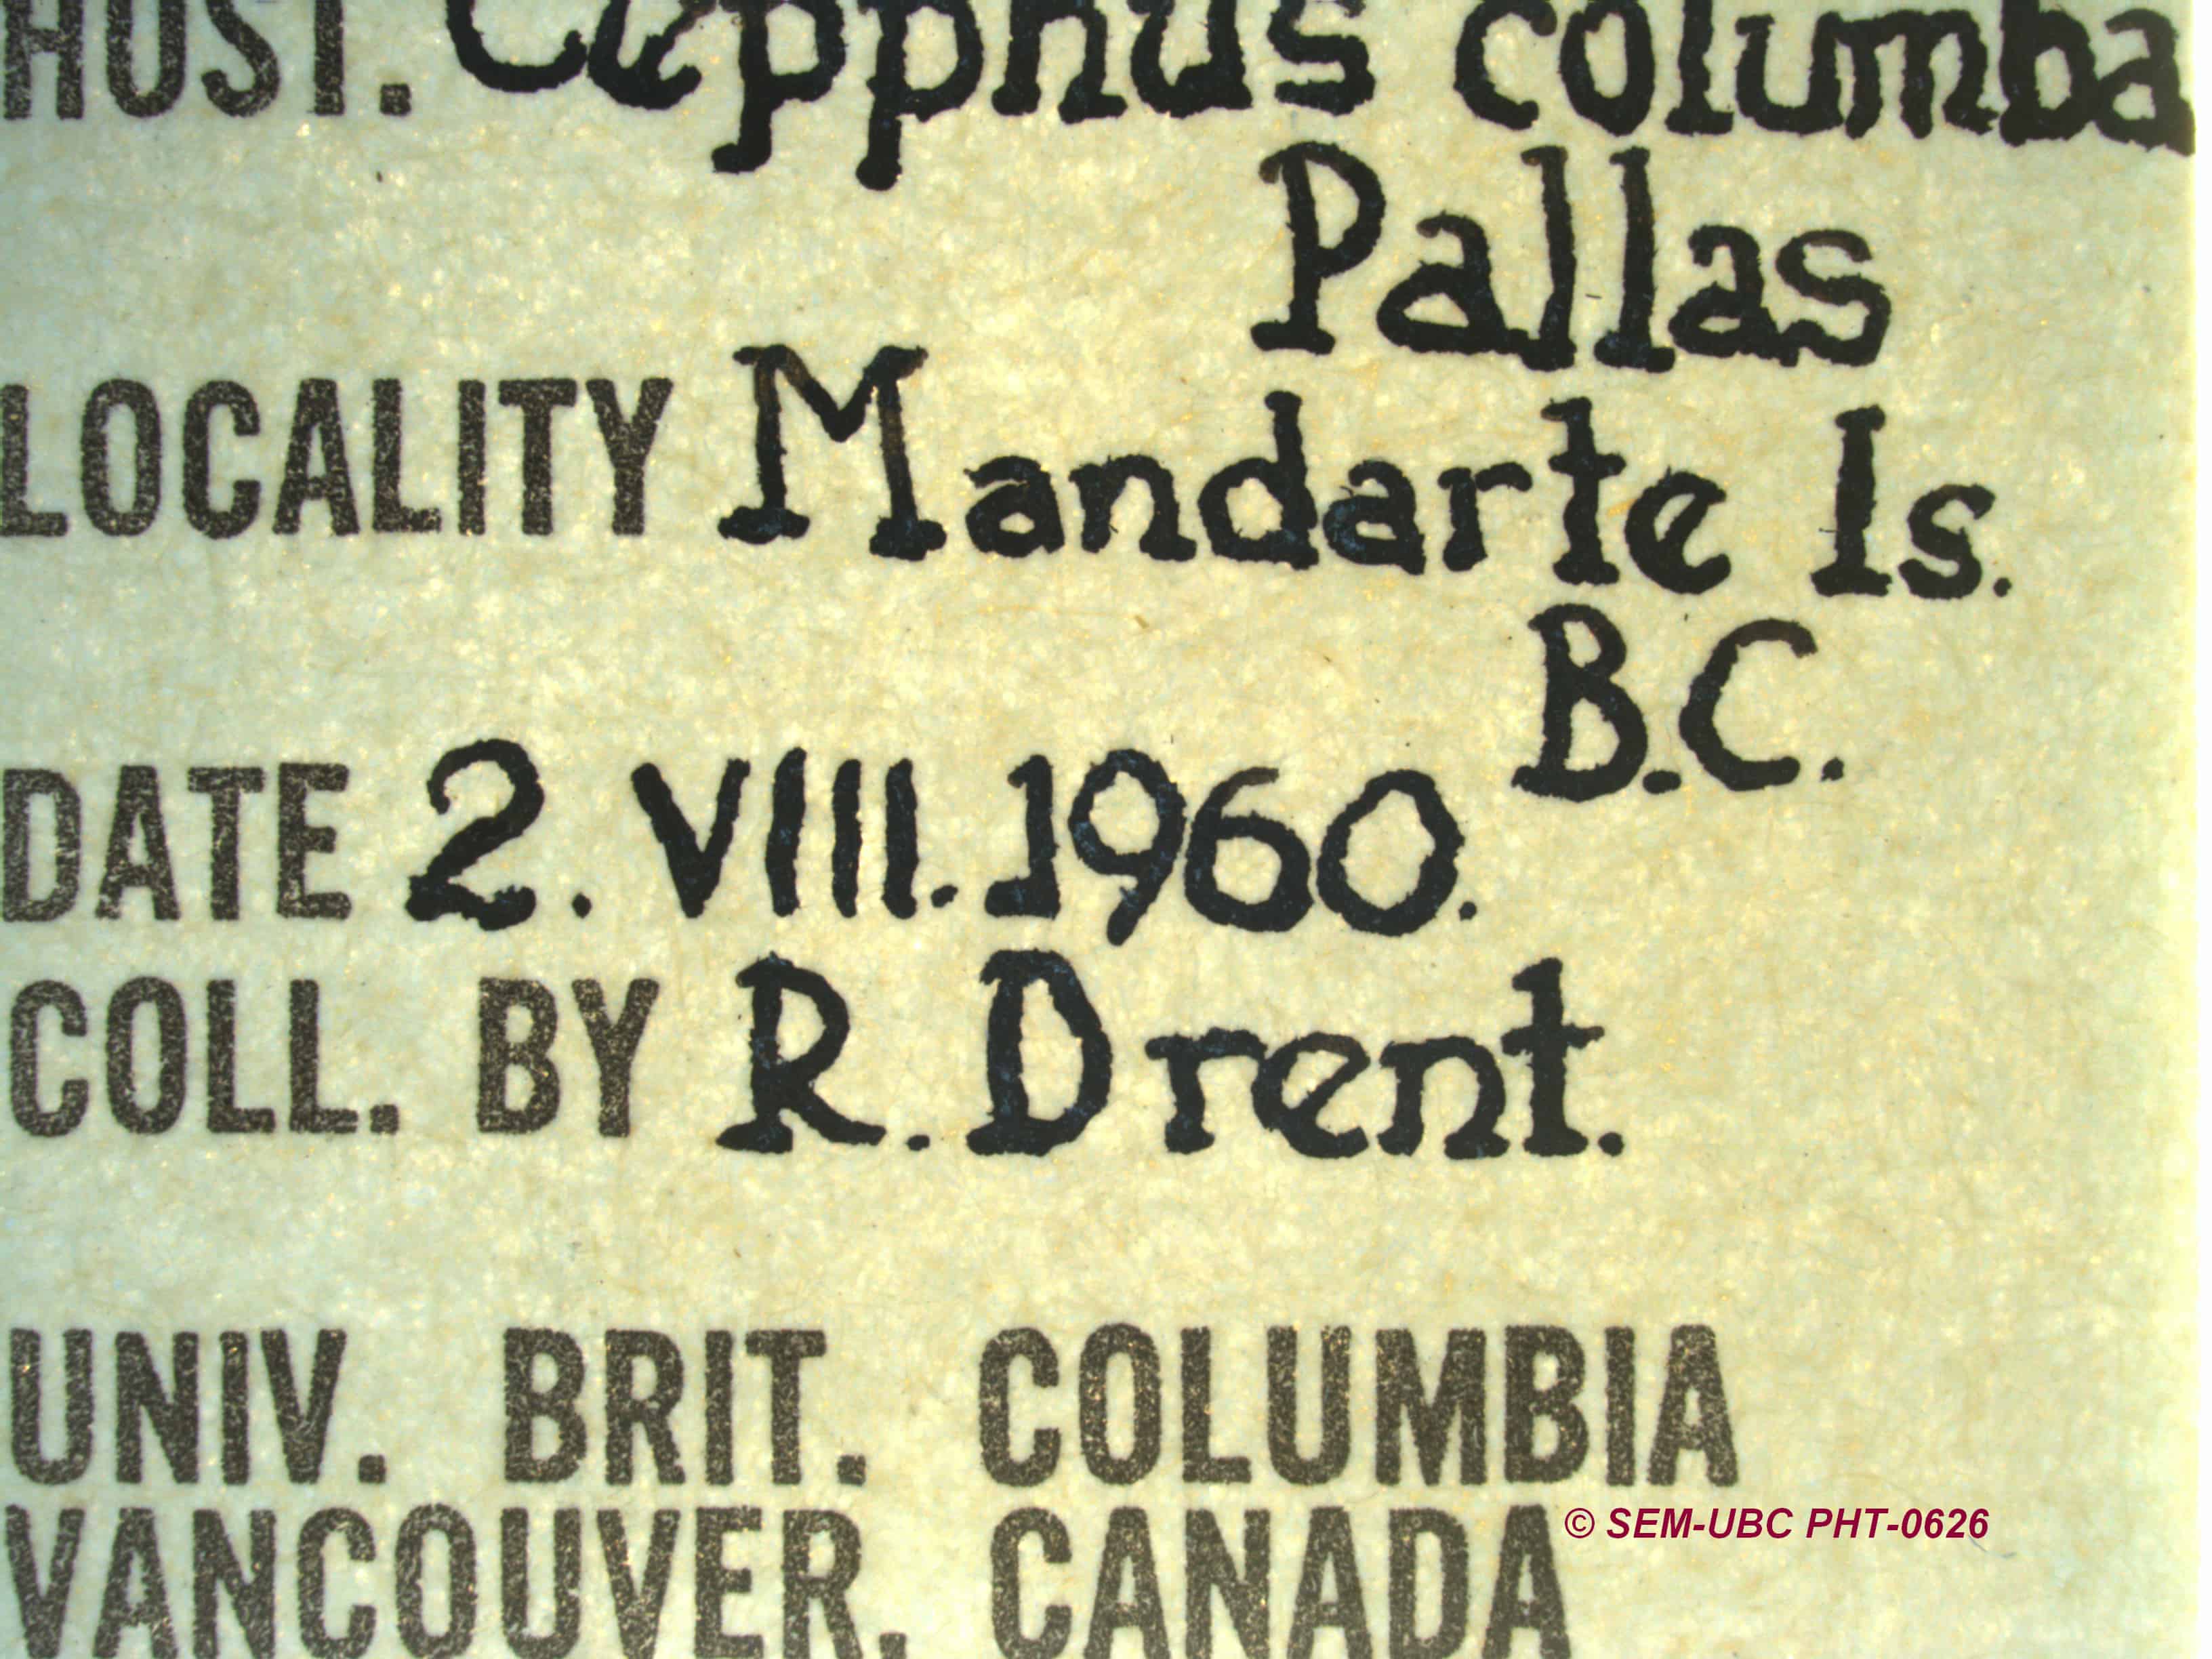 HOST. Cepphus columba
Pallas
LOCALITY Mandarte Is.
B.C.
DATE 2. VIII. 1960.
COLL. BY R. Drent.
UNIV. BRIT. COLUMBIA
VANCOUVER, CANADA
© SEM-UBC PHT-0626